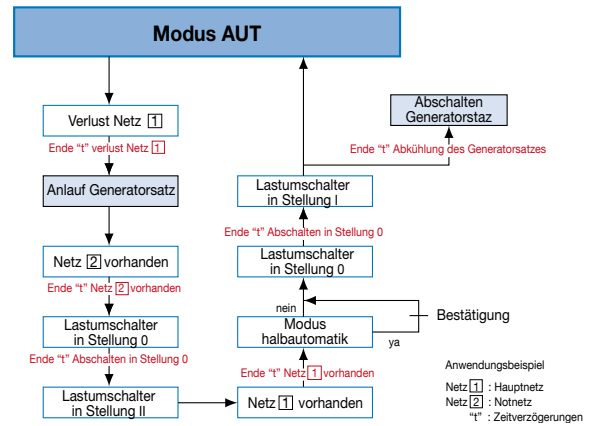 Modus AUT
Verlust Netz 1
Ende “t” verlust Netz 1
Anlauf Generatorsatz
Netz 2 vorhanden
Ende “t” Netz 2 vorhanden
Lastumschalter
in Stellung 0
Ende “t” Abschalten in Stellung 0
Lastumschalter
in Stellung II
Netz 1 vorhanden
Ende “t” Netz 1 vorhanden
Modus
halbautomatik
nein
ya
Bestätigung
Lastumschalter
in Stellung 0
Ende “t” Abschalten in Stellung 0
Lastumschalter
in Stellung I
Ende “t” Abkühlung des Generatorsatzes
Abschalten
Generatorstaz
Anwendungsbeispiel
Netz 1 : Hauptnetz
Netz 2 : Notnetz
“t” : Zeitverzögerungen